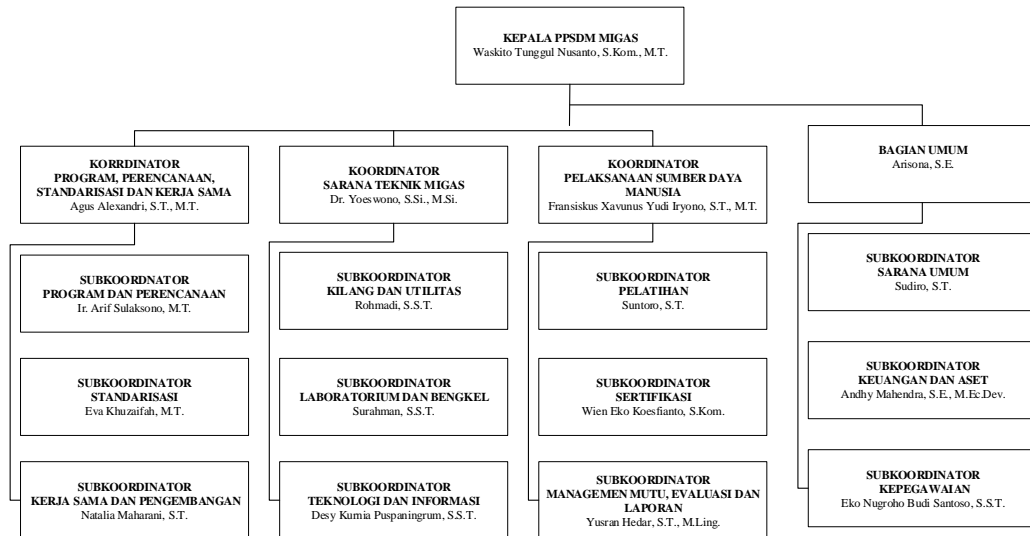 KEPALA PPSDM MIGAS
Waskito Tunggul Nusanto, S.Kom., M.T.
KORRDINATOR
PROGRAM, PERENCANAAN,
STANDARISASI DAN KERJA SAMA
Agus Alexandri, S.T., M.T.
KOORDINATOR
SARANA TEKNIK MIGAS
Dr. Yoeswono, S.Si., M.Si.
KOORDINATOR
PELAKSANAAN SUMBER DAYA
MANUSIA
Fransiskus Xavunus Yudi Iryono, S.T., M.T.
BAGIAN UMUM
Arisona, S.E.
SUBKOORDNATOR
PROGRAM DAN PERENCANAAN
Ir. Arif Sulaksono, M.T.
SUBKOORDINATOR
KILANG DAN UTILITAS
Rohmadi, S.S.T.
SUBKOORDINATOR
PELATIHAN
Suntoro, S.T.
SUBKOORDINATOR
SARANA UMUM
Sudiro, S.T.
SUBKOORDINATOR
STANDARISASI
Eva Khuzaifah, M.T.
SUBKOORDINATOR
LABORATORIUM DAN BENGKEL
Surahman, S.S.T.
SUBKOORDINATOR
SERTIFIKASI
Wien Eko Koesfianto, S.Kom.
SUBKOORDINATOR
KEUANGAN DAN ASET
Andhy Mahendra, S.E., M.Ec.Dev.
SUBKOORDINATOR
KERJA SAMA DAN PENGEMBANGAN
Natalia Maharani, S.T.
SUBKOORDINATOR
TEKNOLOGI DAN INFORMASI
Desy Kurnia Puspaningrum, S.S.T.
SUBKOORDINATOR
MANAGEMEN MUTU, EVALUASI DAN
LAPORAN
Yusran Hedar, S.T., M.Ling.
SUBKOORDINATOR
KEPEGAWAIAN
Eko Nugroho Budi Santoso, S.S.T.